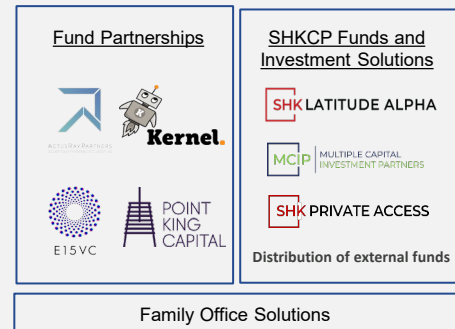 Fund Partnerships
ACTUSRAYPARTNERS
Kernel.
E15VC
POINT
KING
CAPITAL
SHKCP Funds and
Investment Solutions
SHK LATITUDE ALPHA
MCIP MULTIPLE CAPITAL
INVESTMENT PARTNERS
SHK PRIVATE ACCESS
Distribution of external funds
Family Office Solutions